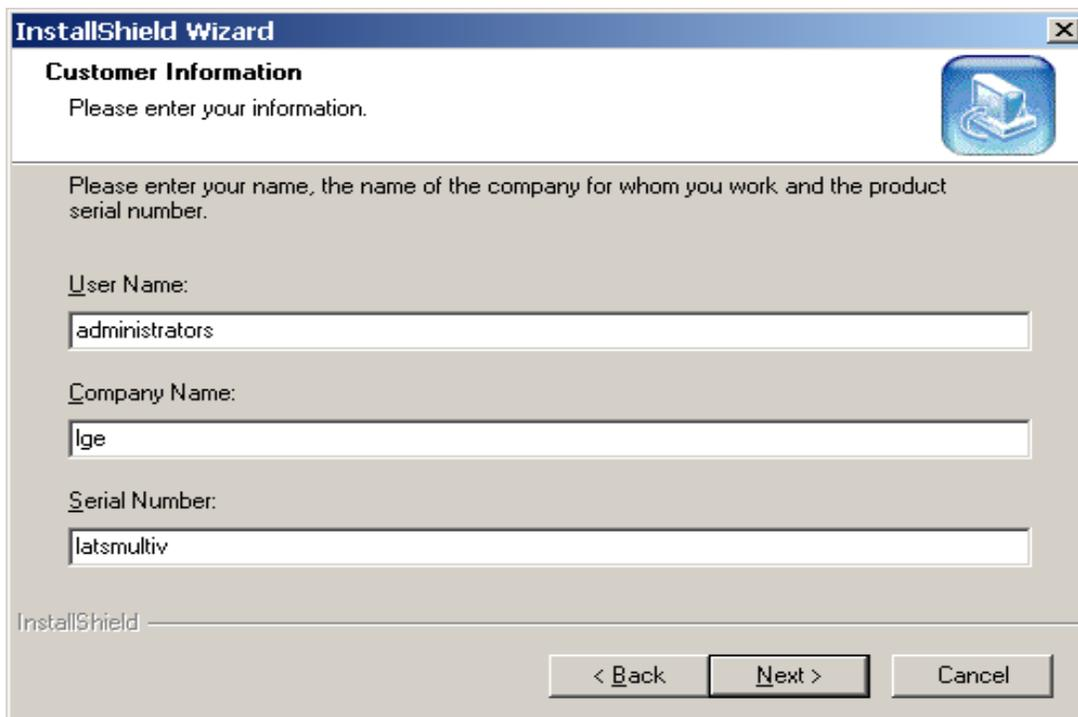 InstallShield Wizard
Customer Information
Please enter your information.
Please enter your name, the name of the company for whom you work and the product
serial number.
User Name:
administrators
Company Name:
lge
Serial Number:
latsmultiv
InstallShield
< Back Next > Cancel